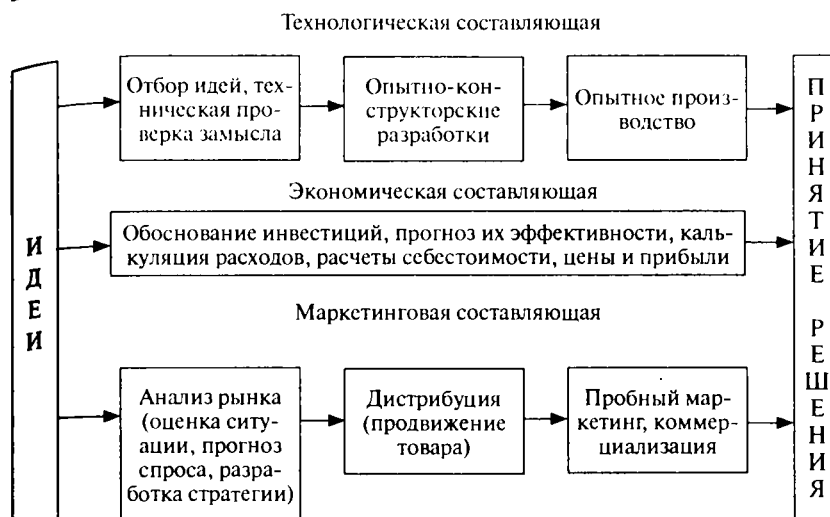 Технологическая составляющая
Отбор идей, тех-
ническая про-
верка замысла
Опытно-кон-
структорские
разработки
Опытное произ-
водство
Экономическая составляющая
Обоснование инвестиций, прогноз их эффективности, каль-
куляция расходов, расчеты себестоимости, цены и прибыли
Маркетинговая составляющая
Анализ рынка
(оценка ситу-
ации, прогноз
спроса, разра-
ботка стратегии)
Дистрибуция
(продвижение
товара)
Пробный мар-
кетинг, коммер-
циализация
ИДЕИ
ПРИНЯТИЕ РЕШЕНИЯ